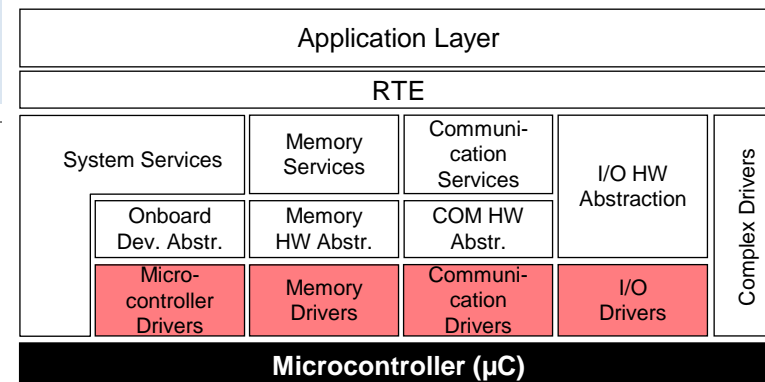 Application Layer
RTE
System Services
Memory
Services
Communi-
cation
Services
I/O HW
Abstraction
Complex Drivers
Onboard
Dev. Abstr.
Memory
HW Abstr.
COM HW
Abstr.
Micro-
controller
Drivers
Memory
Drivers
Communi-
cation
Drivers
I/O
Drivers
Microcontroller (µC)